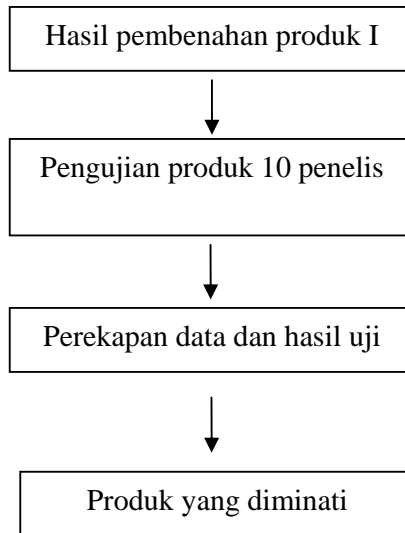 Hasil pembenahan produk I
Pengujian produk 10 penelis
Perekapan data dan hasil uji
Produk yang diminati